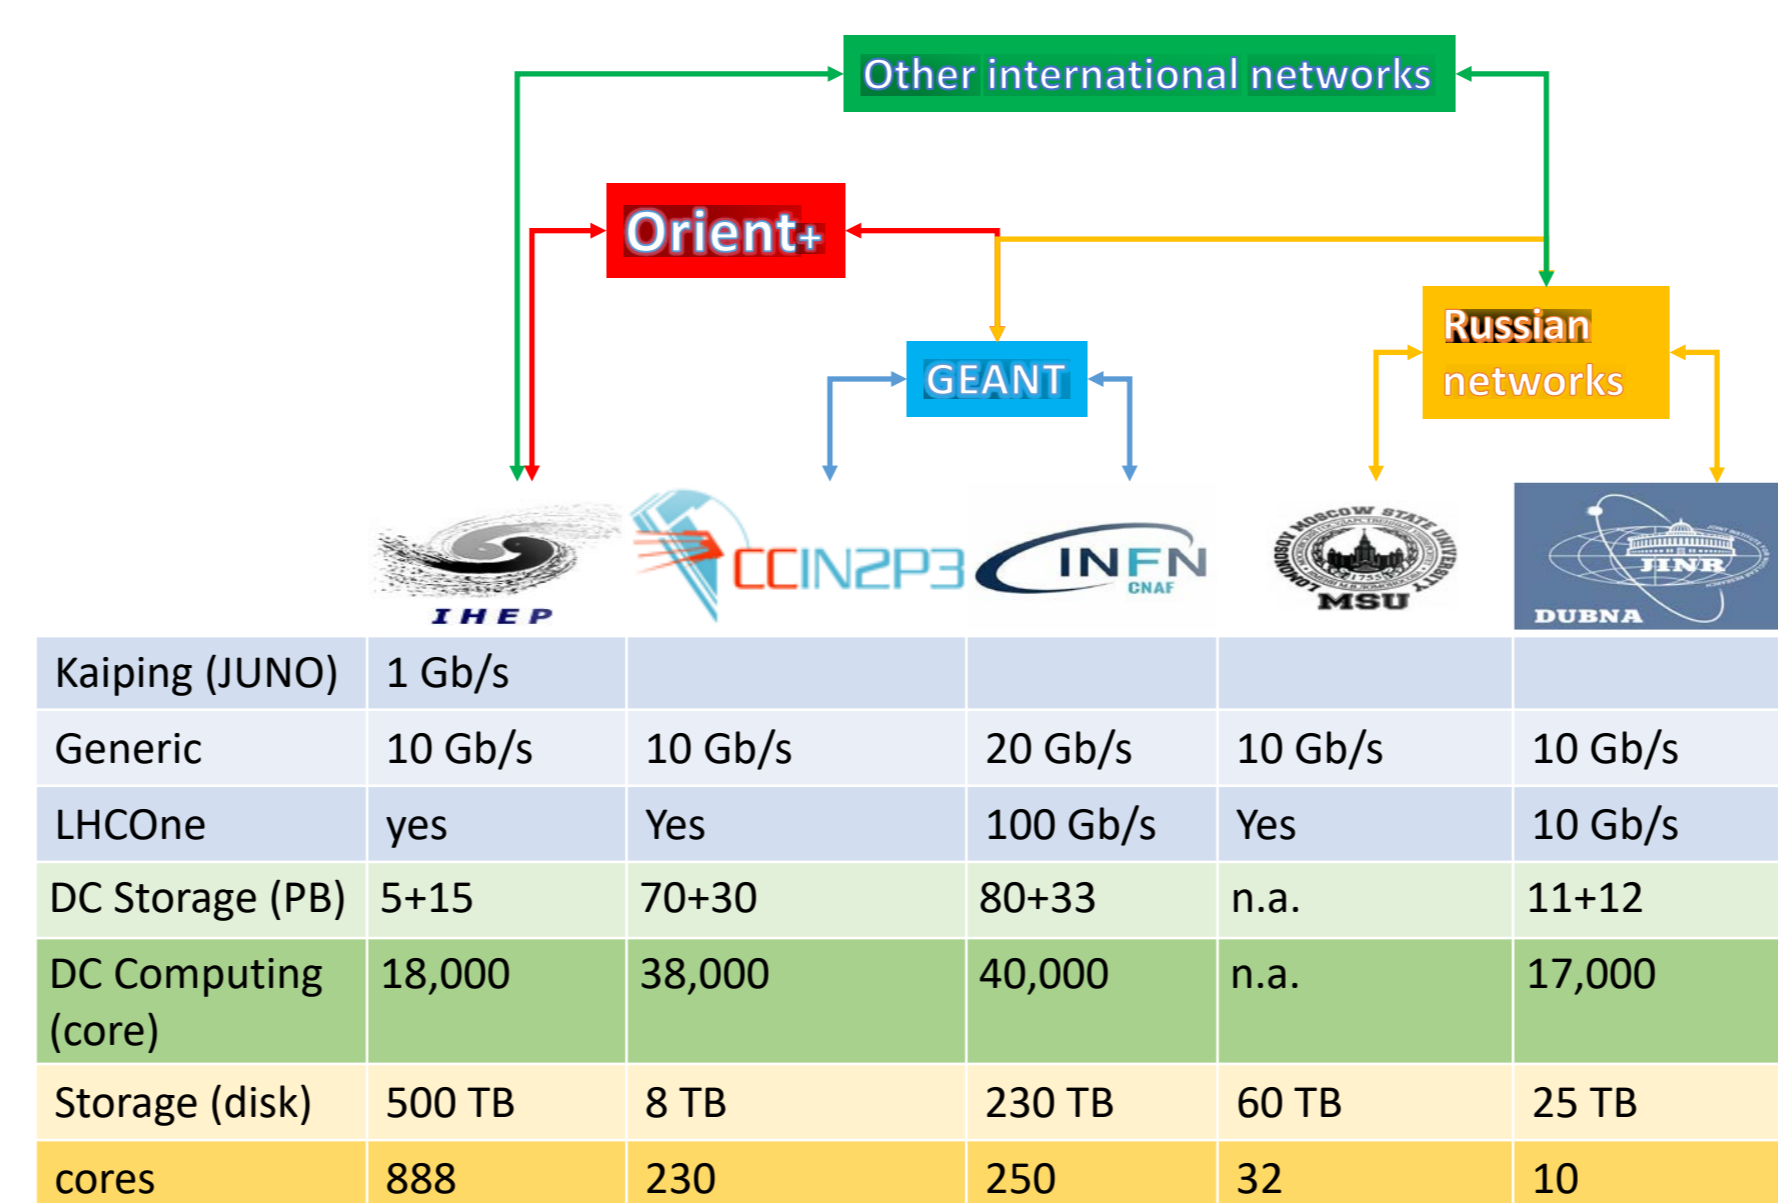 Other international networks
Orient+
Russian
networks
GEANT
IHEP
CCIN2P3
INFN
CNAF
LOMONOSOV MOSCOW STATE UNIVERSITY
1755
MSU
JINR
DUBNA
Kaiping (JUNO) 1 Gb/s
Generic 10 Gb/s 10 Gb/s 20 Gb/s 10 Gb/s 10 Gb/s
LHCOne yes Yes 100 Gb/s Yes 10 Gb/s
DC Storage (PB) 5+15 70+30 80+33 n.a. 11+12
DC Computing 18,000 38,000 40,000 n.a. 17,000
(core)
Storage (disk) 500 TB 8 TB 230 TB 60 TB 25 TB
cores 888 230 250 32 10